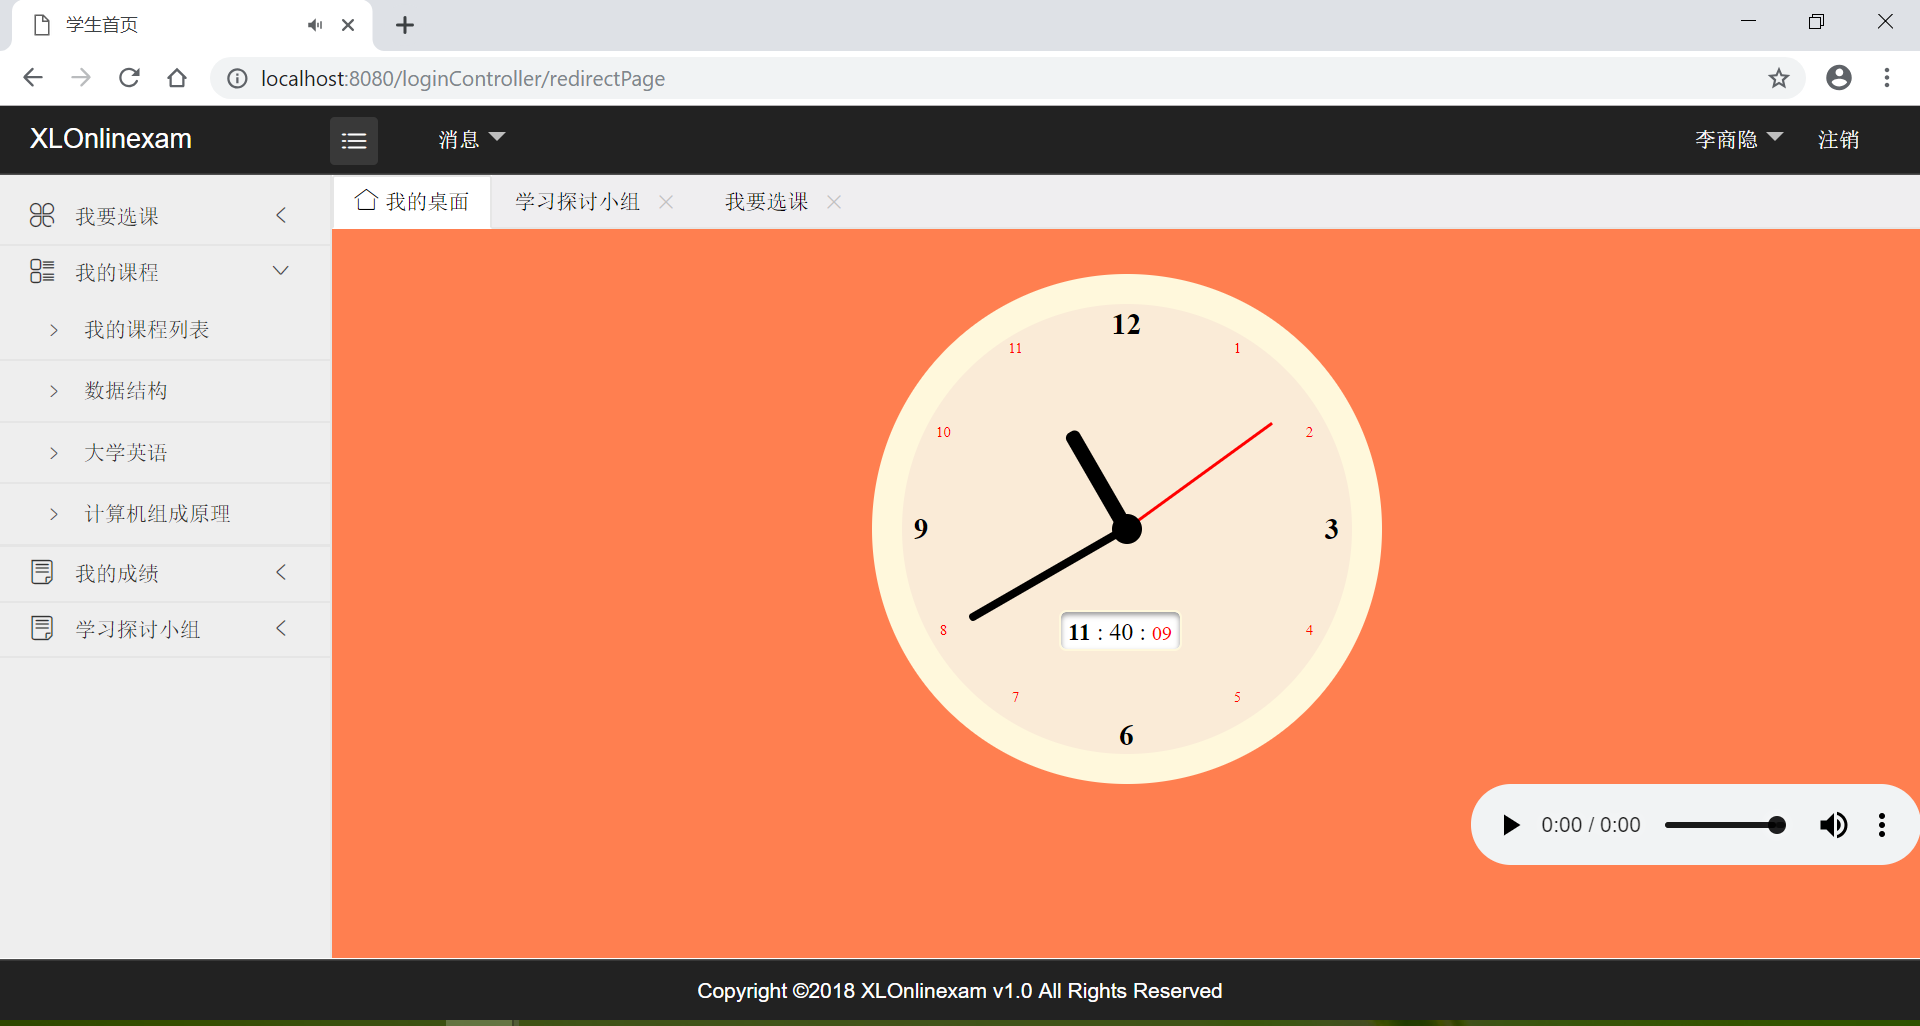 学生首页
localhost:8080/loginController/redirectPage
XLOnlinexam
消息
李商隐
注销
我要选课
我的课程
我的课程列表
数据结构
大学英语
计算机组成原理
我的成绩
学习探讨小组
我的桌面
学习探讨小组
我要选课
12
11
1
10
2
9
3
8
4
11 : 40 : 09
7
5
6
0:00 / 0:00
Copyright ©2018 XLOnlinexam v1.0 All Rights Reserved